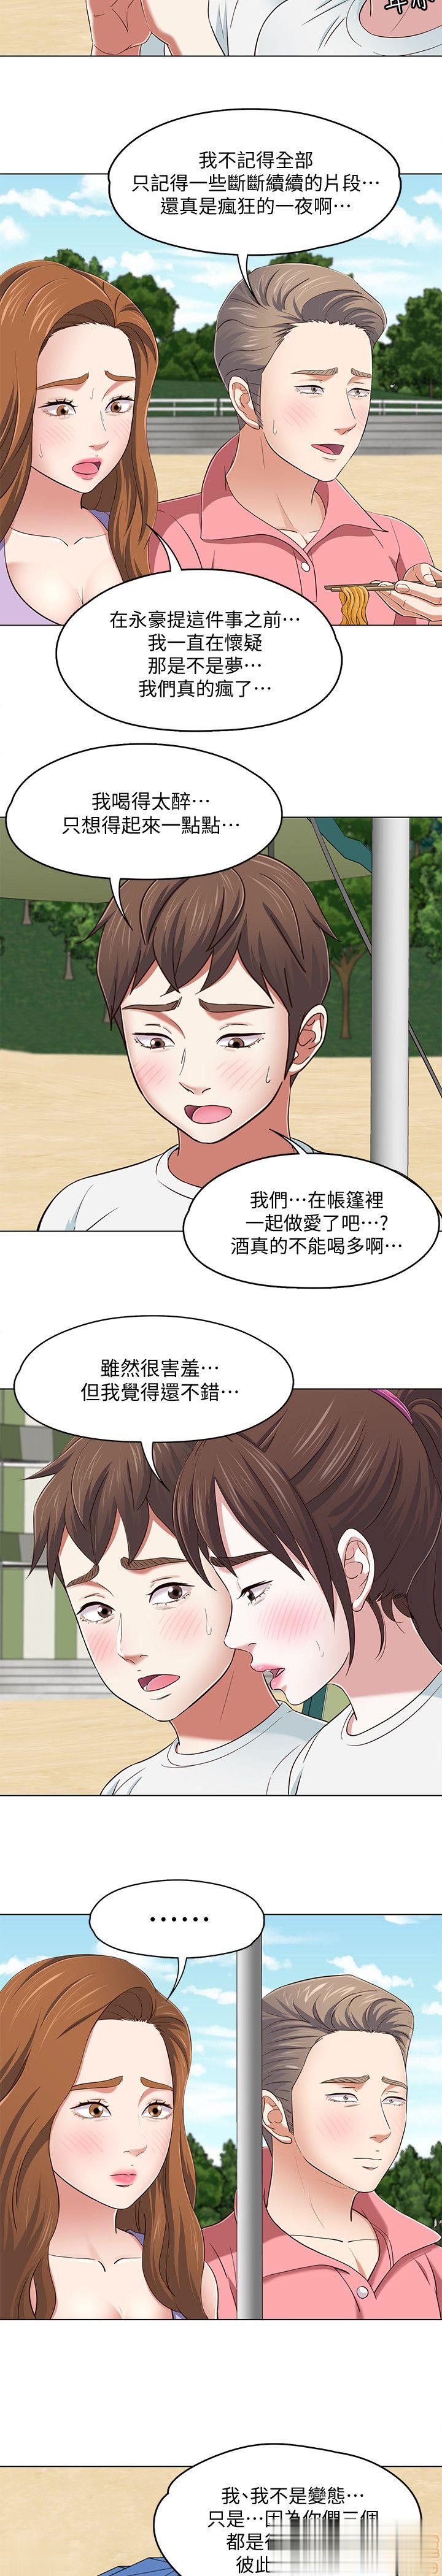 我不記得全部
只記得一些斷斷續續的片段…
還真是瘋狂的一夜啊…
在永豪提這件事之前…
我一直在懷疑
那是不是夢…
我們真的瘋了…
我喝得太醉…
只想得起來一點點…
我們…在帳篷裡
一起做愛了吧…?
酒真的不能喝多啊…
雖然很害羞…
但我覺得還不錯…
……
我、我不是變態…
只是…因為你們三個
都是
彼此